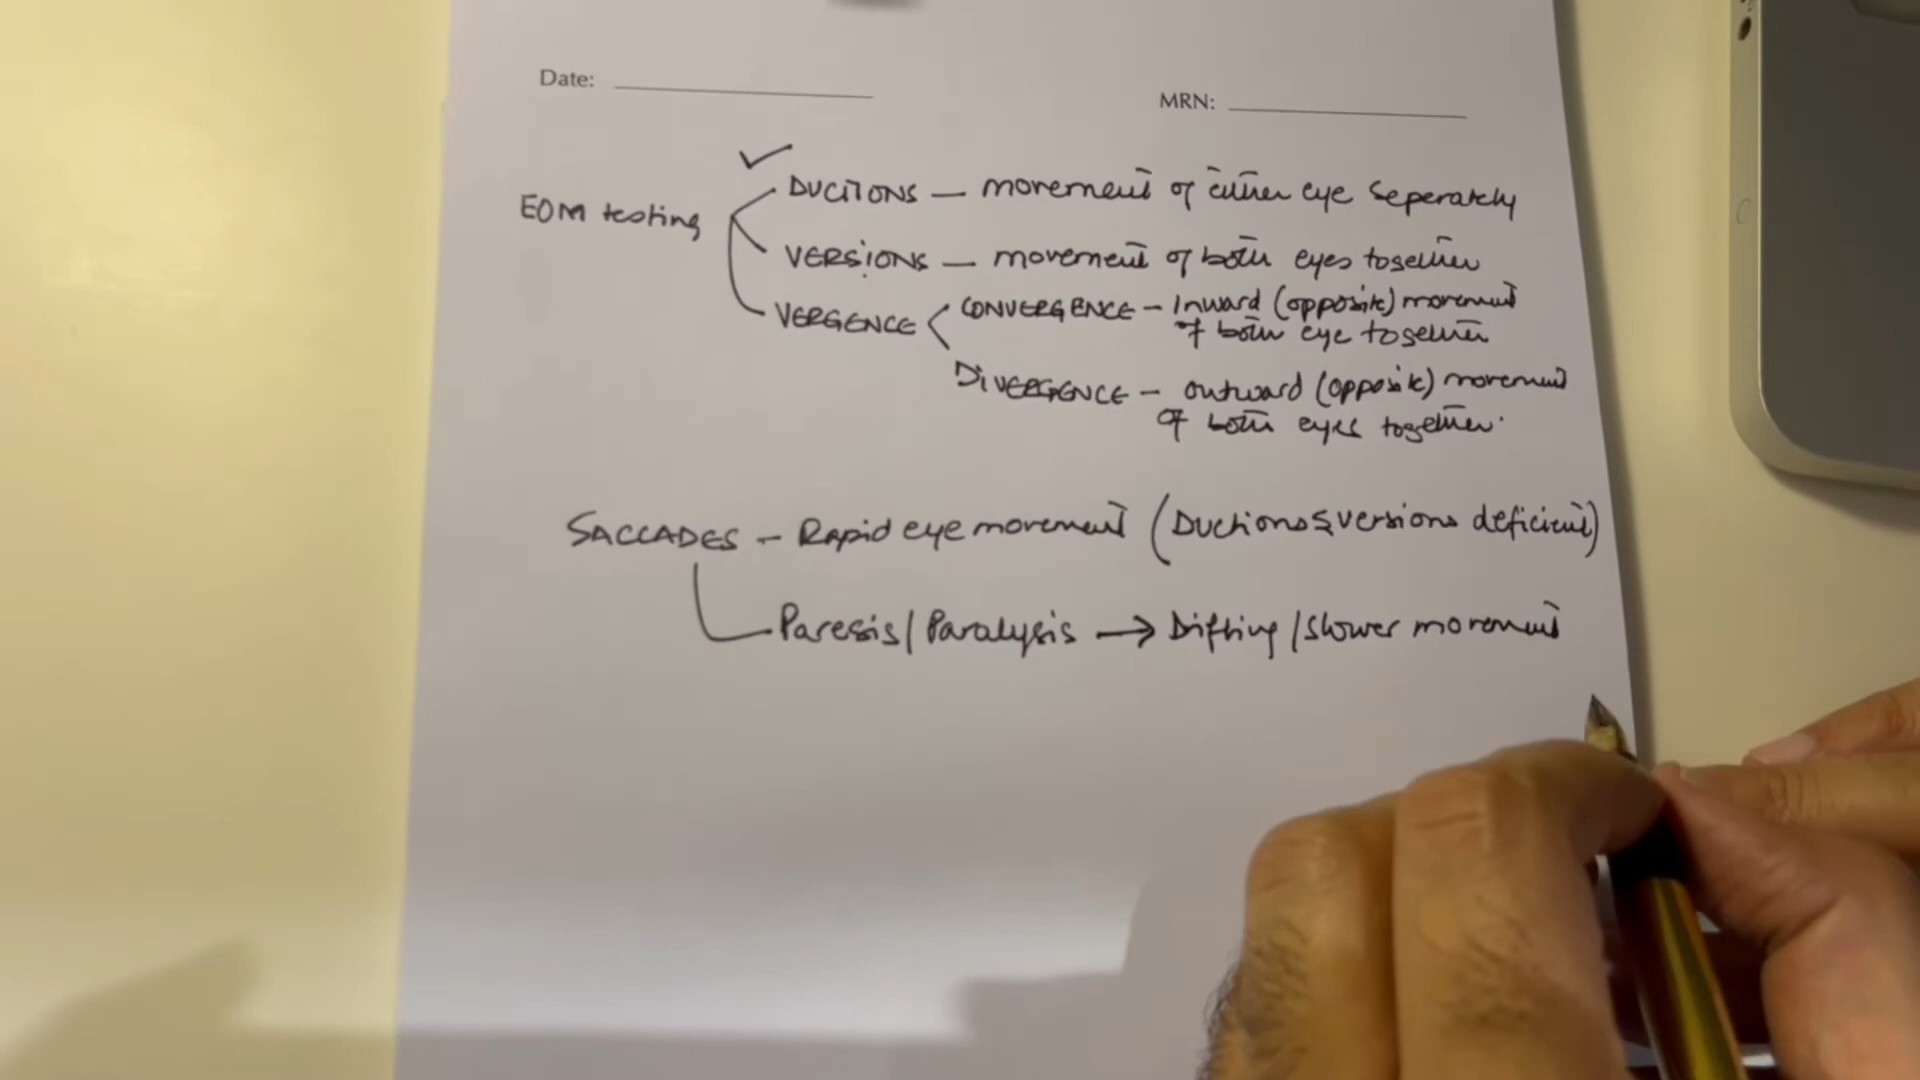 Date:
MRN:
EOM testing
DUCTIONS — movement of either eye seperately
VERSIONS — movement of both eyes together
VERGENCE
CONVERGENCE - Inward (opposite) movement
of both eye together
DIVERGENCE - outward (opposite) movement
of both eyes together.
SACCADES - Rapid eye movement (Ductions & versions deficient)
Paresis/Paralysis → Drifting/slower movement